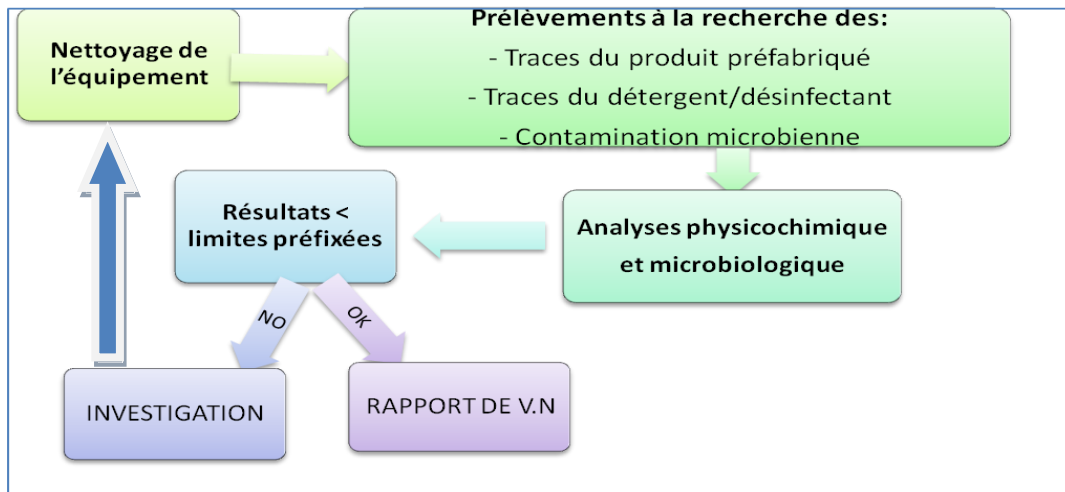 Nettoyage de
l'équipement
Prélèvements à la recherche des:
- Traces du produit préfabriqué
- Traces du détergent/désinfectant
- Contamination microbienne
Analyses physicochimique
et microbiologique
Résultats <
limites préfixées
NO
OK
INVESTIGATION
RAPPORT DE V.N